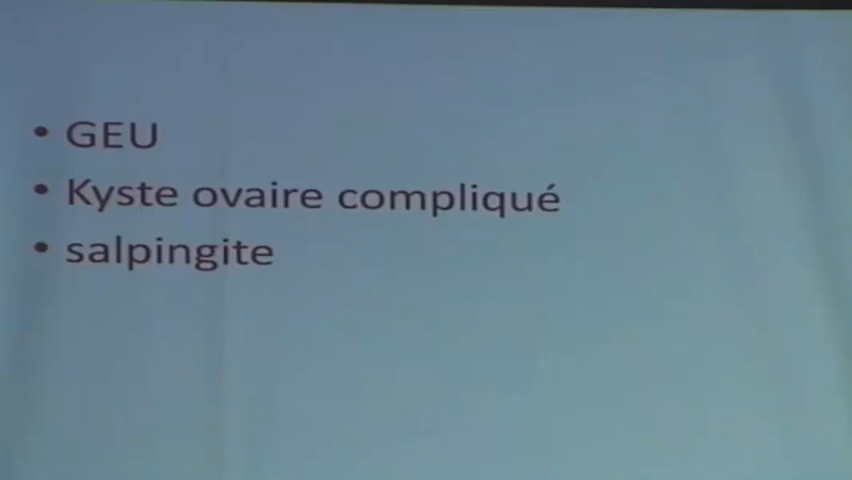 • GEU
• Kyste ovaire compliqué
• salpingite